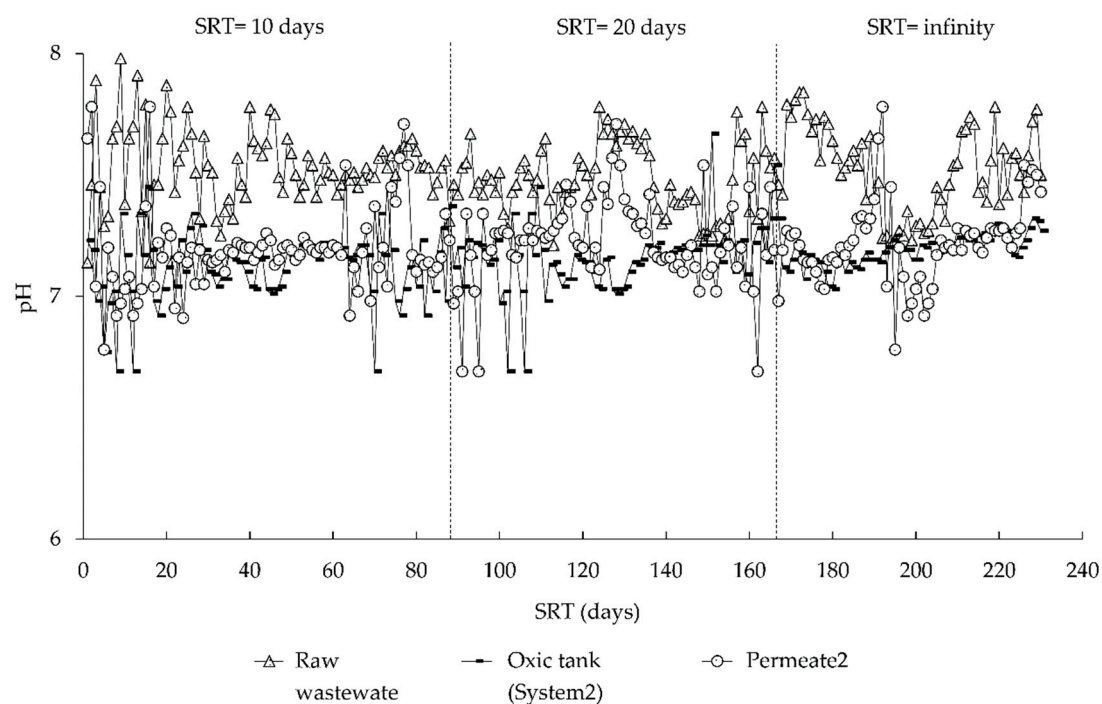 SRT= 10 days SRT= 20 days SRT= infinity
8
7
6
pH
0 20 40 60 80 100 120 140 160 180 200 220 240
SRT (days)
Raw wastewate
Oxic tank (System2)
Permeate2